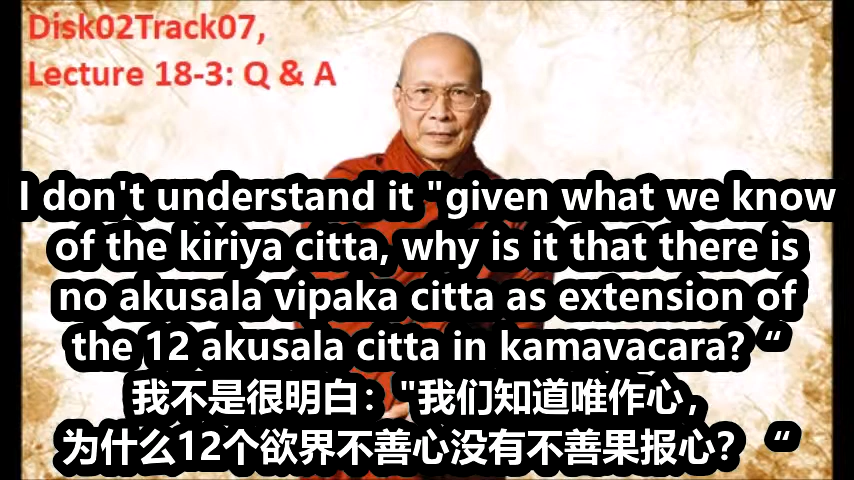 Disk02Track07,
Lecture 18-3: Q & A
I don't understand it "given what we know
of the kiriya citta, why is it that there is
no akusala vipaka citta as extension of
the 12 akusala citta in kamavacara? “
我不是很明白："我们知道唯作心，
为什么12个欲界不善心没有不善果报心？ “